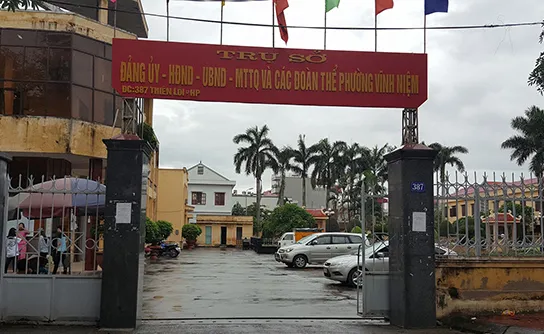 TRỤ SỞ
ĐẢNG ỦY - HĐND - UBND - MTTQ VÀ CÁC ĐOÀN THỂ PHƯỜNG VĨNH NIỆM
ĐC:387 THIÊN LÔI-HP
387